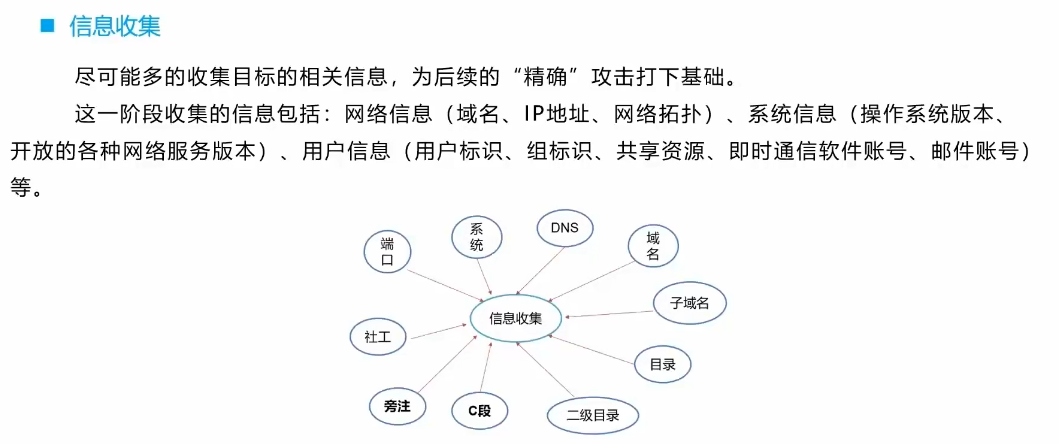 信息收集
尽可能多的收集目标的相关信息，为后续的“精确”攻击打下基础。
这一阶段收集的信息包括：网络信息（域名、IP地址、网络拓扑）、系统信息（操作系统版本、
开放的各种网络服务版本）、用户信息（用户标识、组标识、共享资源、即时通信软件账号、邮件账号）
等。
端
口
系
统
DNS
域
名
子域名
信息收集
社工
目录
旁注
C段
二级目录